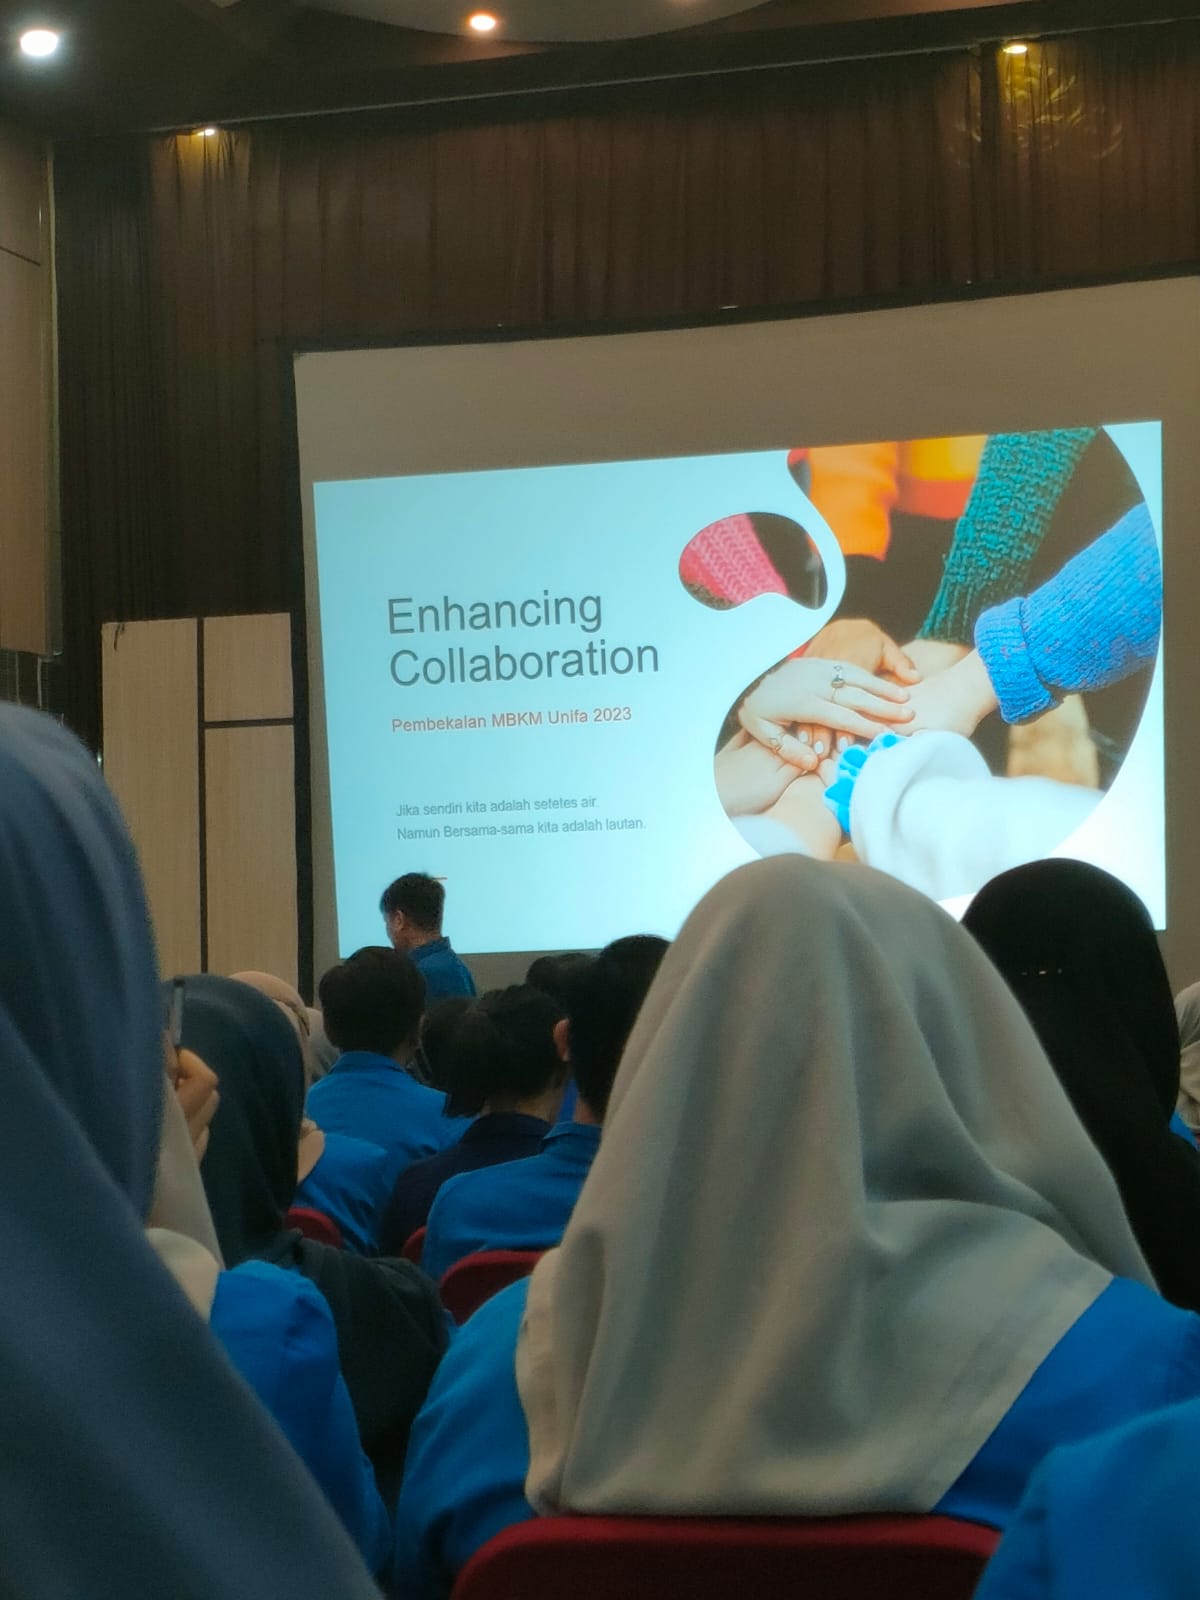 Enhancing
Collaboration
Pembekalan MBKM Unifa 2023
Jika sendiri kita adalah setetes air.
Namun Bersama-sama kita adalah lautan.